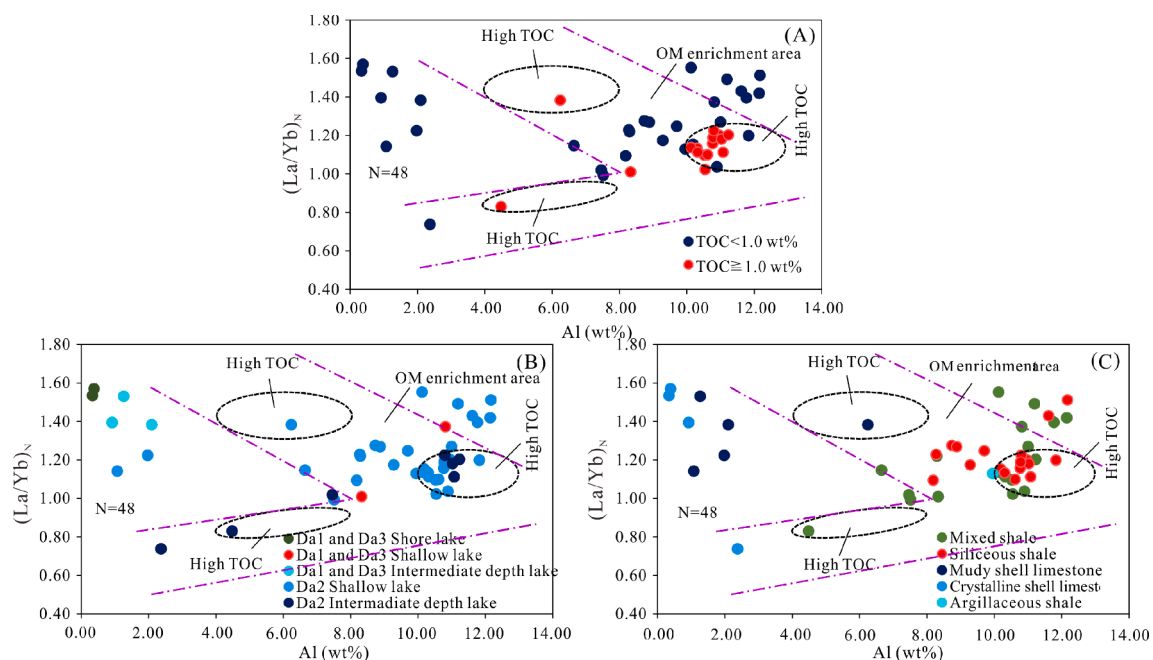 (A)
1.80
1.60
1.40
1.20
1.00
0.80
0.60
0.40
(La/Yb)N
High TOC
OM enrichment area
High TOC
N=48
High TOC
TOC<1.0 wt%
TOC≧1.0 wt%
0.00 2.00 4.00 6.00 8.00 10.00 12.00 14.00
Al (wt%)
(B)
1.80
1.60
1.40
1.20
1.00
0.80
0.60
0.40
(La/Yb)N
High TOC
OM enrichment area
High TOC
N=48
High TOC
Da1 and Da3 Shore lake
Da1 and Da3 Shallow lake
Da1 and Da3 Intermediate depth lake
Da2 Shallow lake
Da2 Intermadiate depth lake
0.00 2.00 4.00 6.00 8.00 10.00 12.00 14.00
Al (wt%)
(C)
1.80
1.60
1.40
1.20
1.00
0.80
0.60
0.40
(La/Yb)N
High TOC
OM enrichment area
High TOC
N=48
High TOC
Mixed shale
Siliceous shale
Mudy shell limestone
Crystalline shell limest
Argillaceous shale
0.00 2.00 4.00 6.00 8.00 10.00 12.00 14.00
Al (wt%)